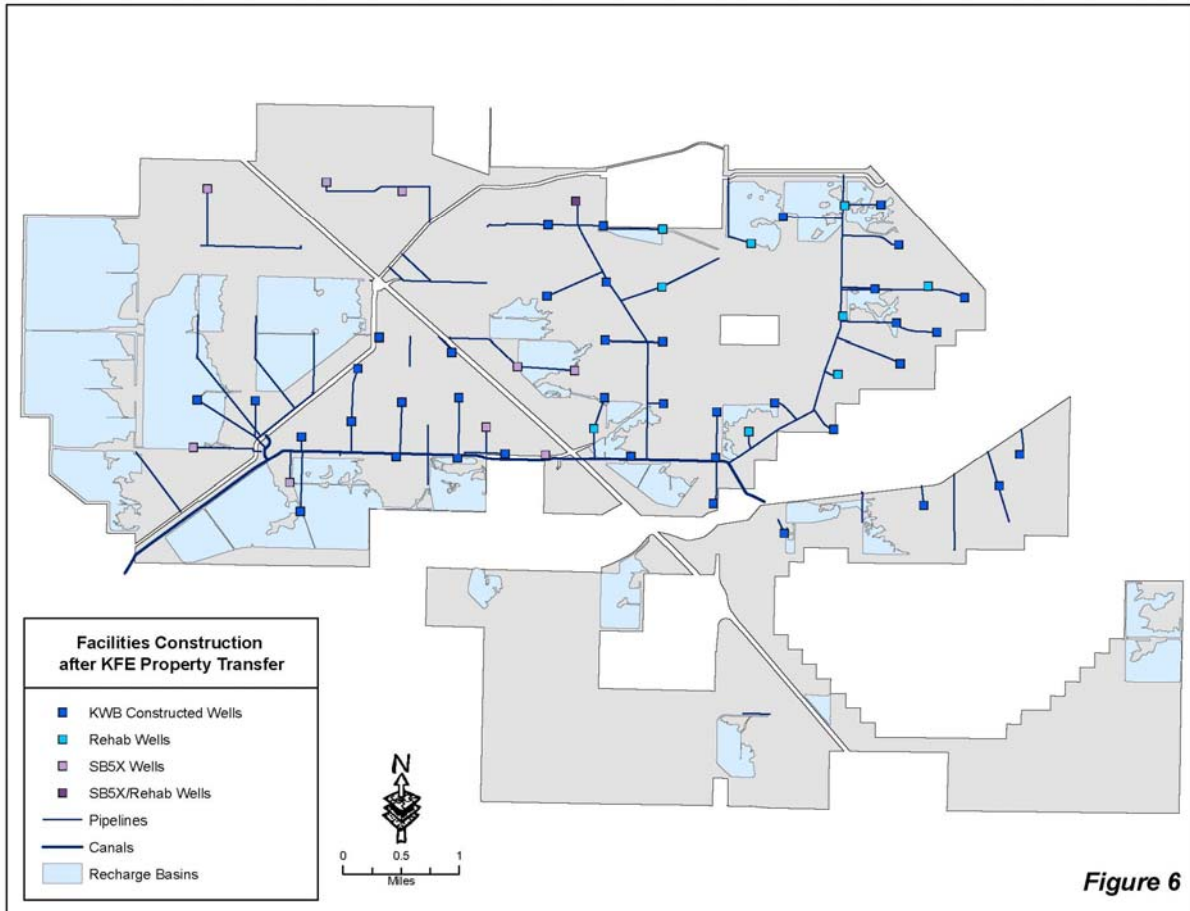 Facilities Construction
after KFE Property Transfer
KWB Constructed Wells
Rehab Wells
SB5X Wells
SB5X/Rehab Wells
Pipelines
Canals
Recharge Basins
N
0 0.5 1
Miles
Figure 6